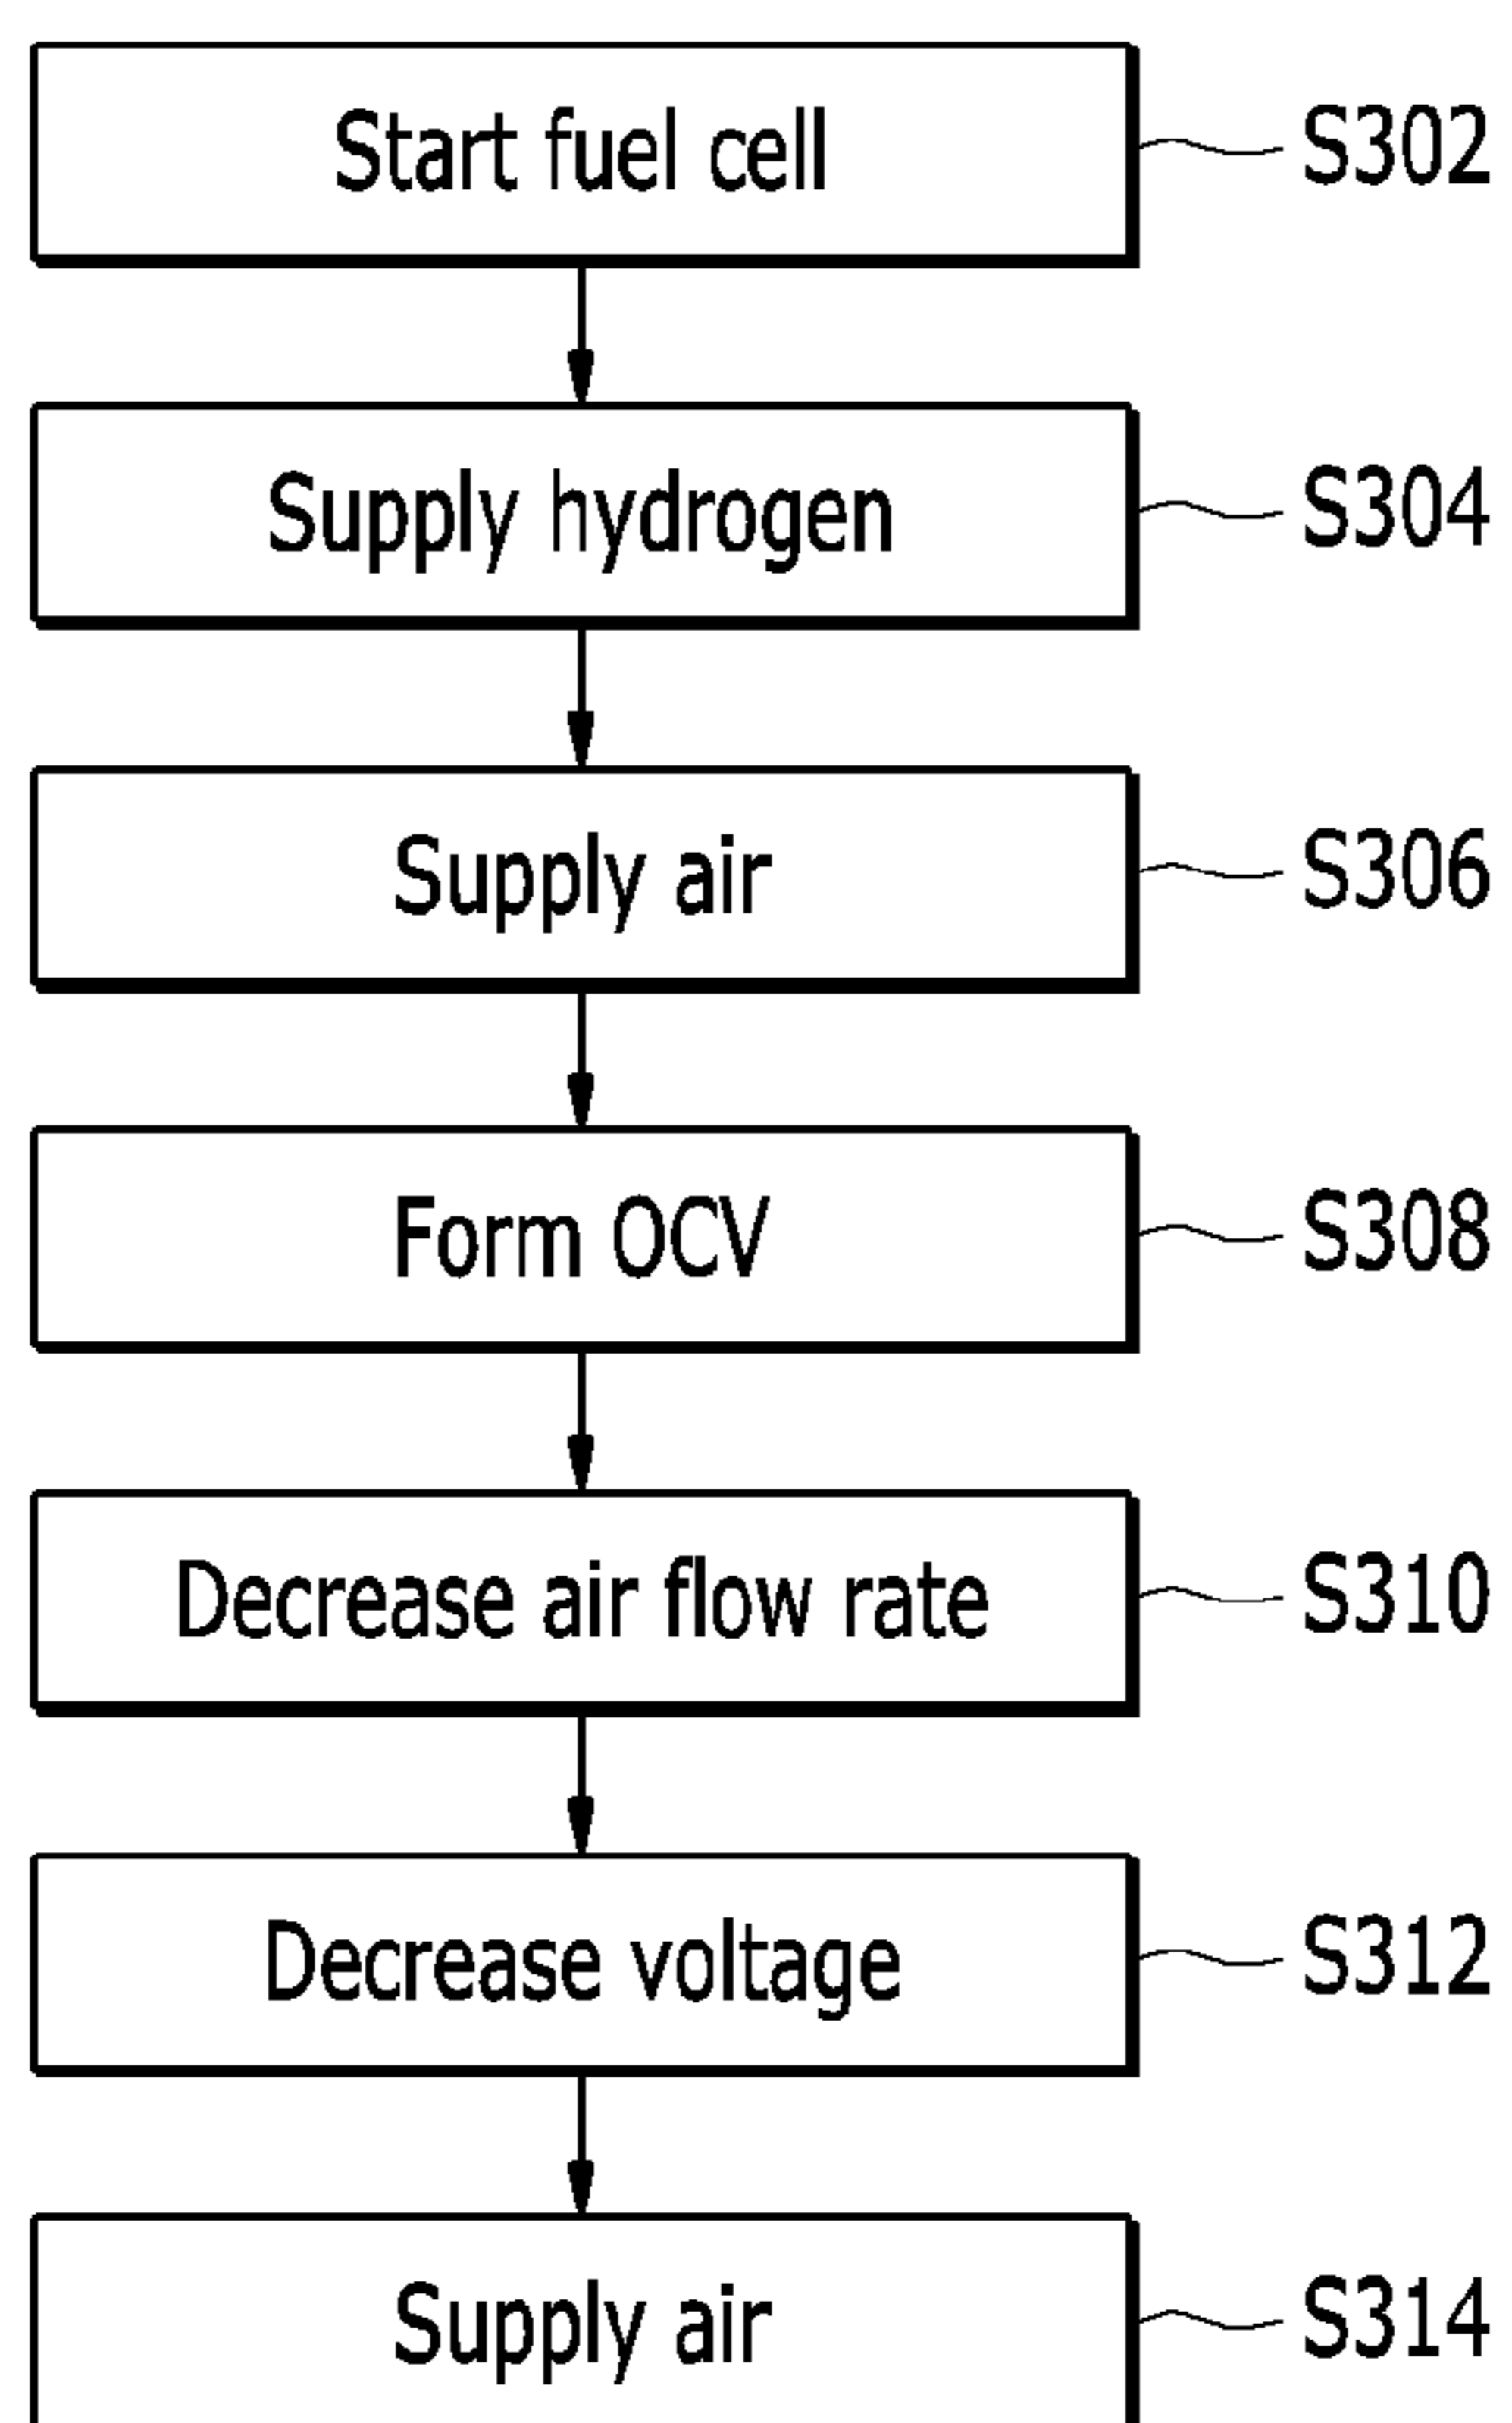 Start fuel cell S302
Supply hydrogen S304
Supply air S306
Form OCV S308
Decrease air flow rate S310
Decrease voltage S312
Supply air S314